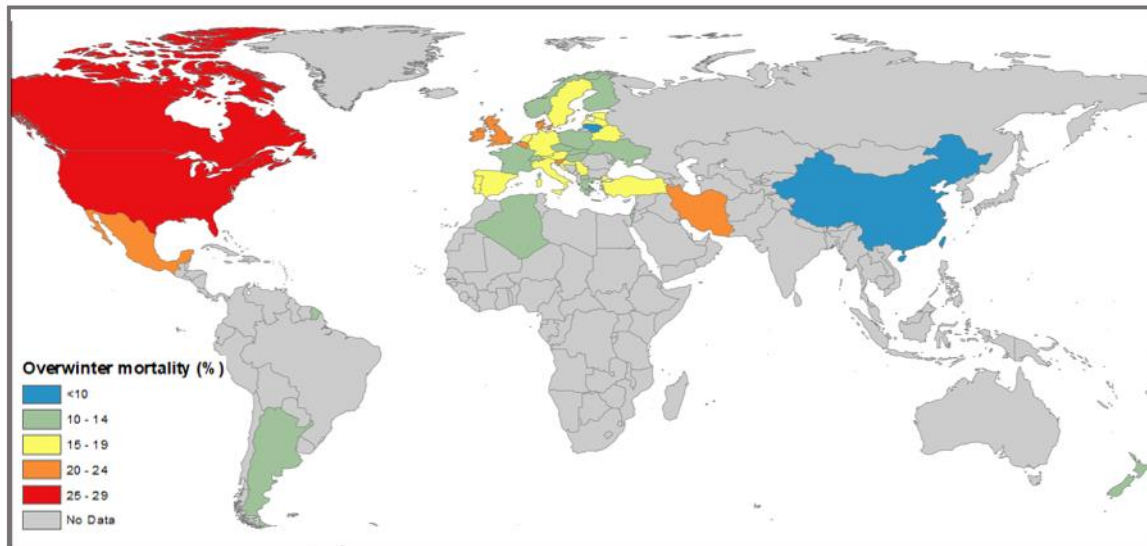 Overwinter mortality (%)
<10
10 - 14
15 - 19
20 - 24
25 - 29
No Data